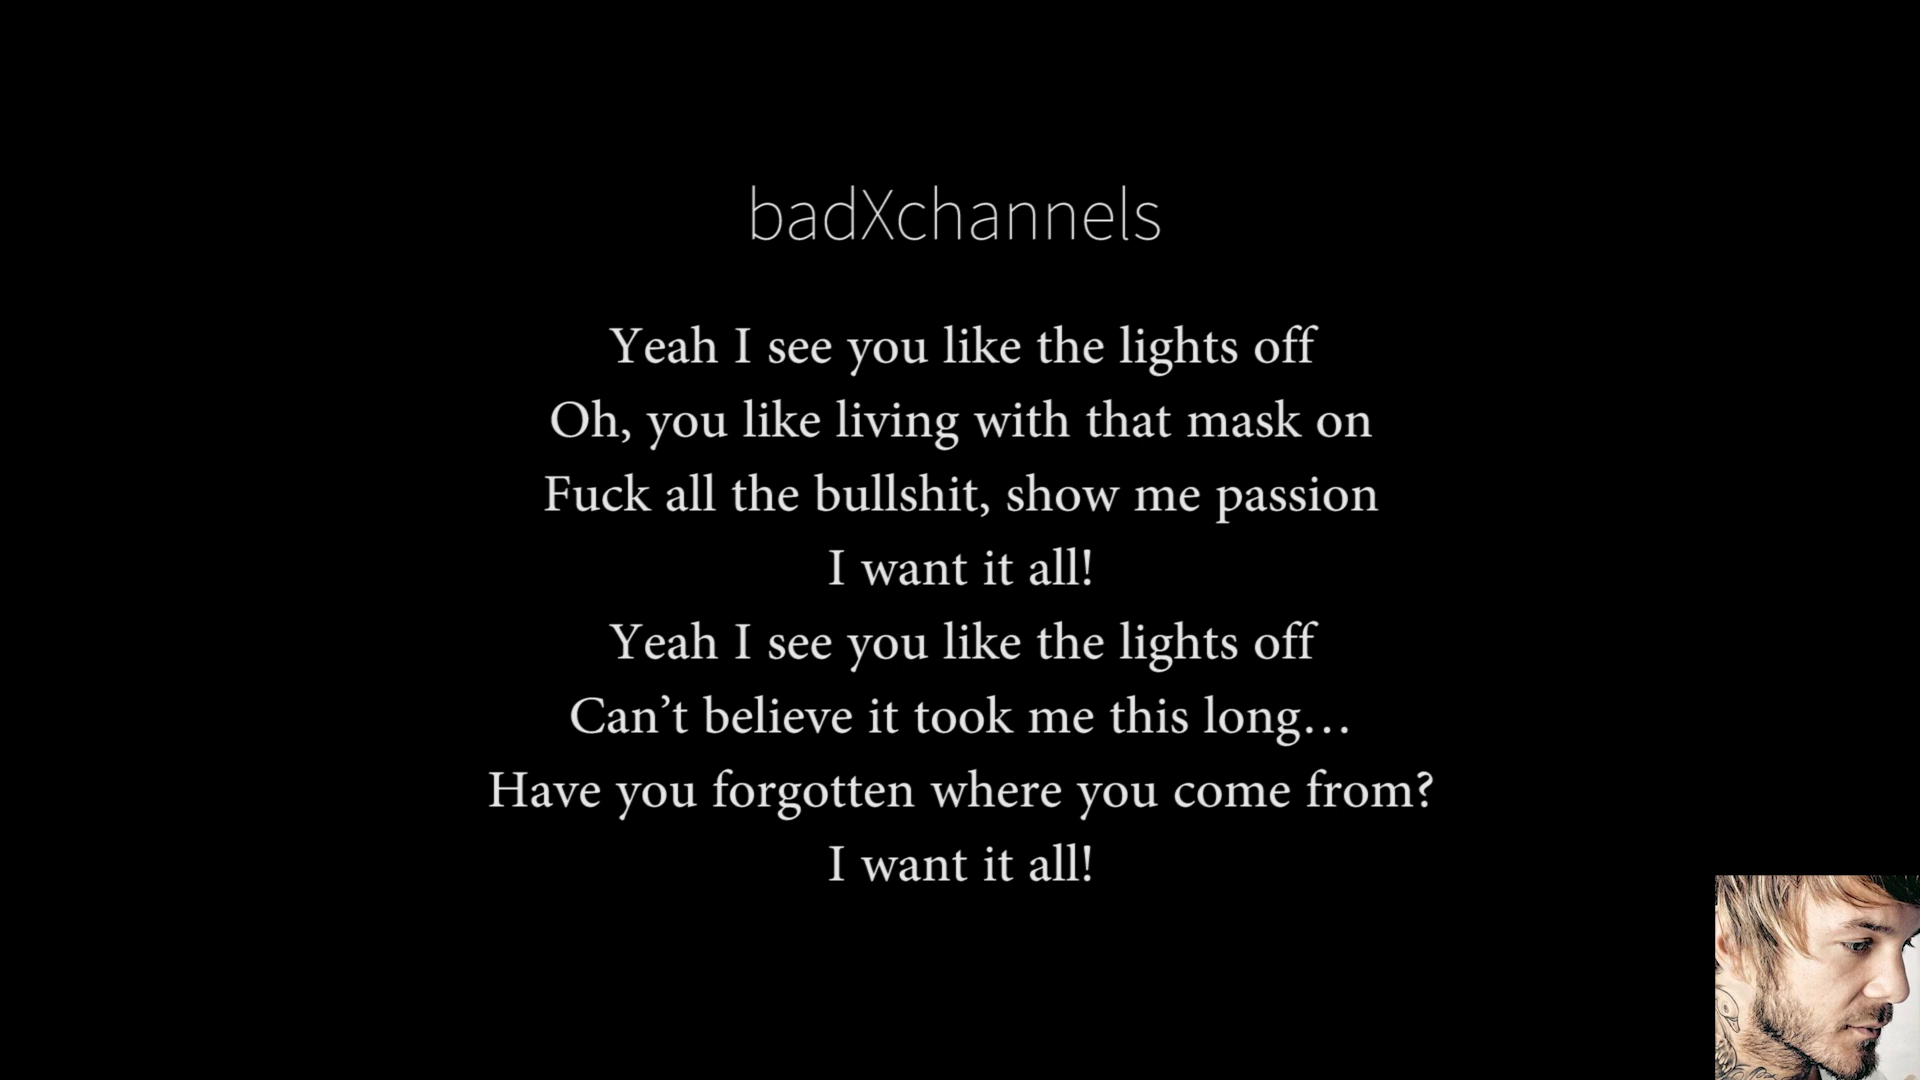 badXchannels
Yeah I see you like the lights off
Oh, you like living with that mask on
Fuck all the bullshit, show me passion
I want it all!
Yeah I see you like the lights off
Can’t believe it took me this long…
Have you forgotten where you come from?
I want it all!